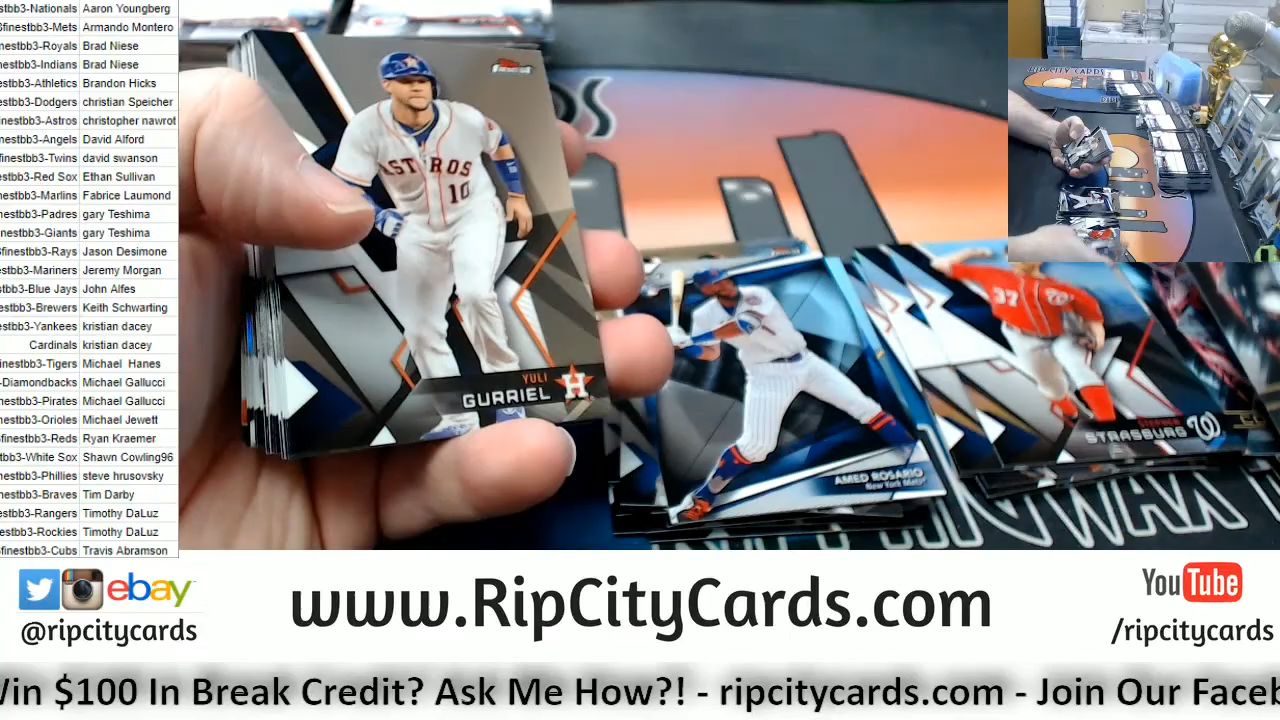 stbb3-Nationals Aaron Youngberg
finestbb3-Mets Armando Montero
nestbb3-Royals Brad Niese
nestbb3-Indians Brad Niese
estbb3-Athletics Brandon Hicks
estbb3-Dodgers christian Speicher
inestbb3-Astros christopher nawrot
nestbb3-Angels David Alford
finestbb3-Twins david swanson
estbb3-Red Sox Ethan Sullivan
nestbb3-Marlins Fabrice Laumond
nestbb3-Padres gary Teshima
nestbb3-Giants gary Teshima
finestbb3-Rays Jason Desimone
estbb3-Mariners Jeremy Morgan
estbb3-Blue Jays John Alfes
estbb3-Brewers Keith Schwarting
estbb3-Yankees kristian dacey
Cardinals kristian dacey
inestbb3-Tigers Michael Hanes
-Diamondbacks Michael Gallucci
estbb3-Pirates Michael Gallucci
nestbb3-Orioles Michael Jewett
finestbb3-Reds Ryan Kraemer
stbb3-White Sox Shawn Cowling96
nestbb3-Phillies steve hrusovsky
nestbb3-Braves Tim Darby
estbb3-Rangers Timothy DaLuz
estbb3-Rockies Timothy DaLuz
finestbb3-Cubs Travis Abramson
RIP CITY CARDS
ASTROS
10
YULI
GURRIEL
H
37
W
AMED ROSARIO
New York Mets
STEPHEN
STRASBURG
W
ebay
@ripcitycards
www.RipCityCards.com
YouTube
/ripcitycards
Win $100 In Break Credit? Ask Me How?! - ripcitycards.com - Join Our Faceb